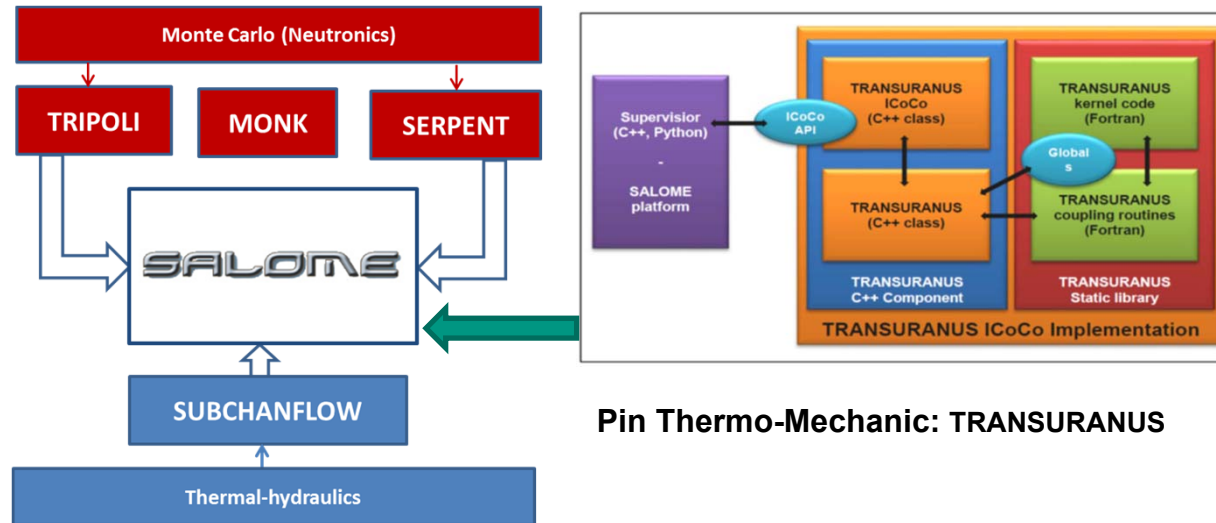 Monte Carlo (Neutronics)
TRIPOLI
MONK
SERPENT
SALOME
SUBCHANFLOW
Thermal-hydraulics
Supervisior
(C++, Python)
-
SALOME
platform
ICoCo
API
TRANSURANUS
ICoCo
(C++ class)
TRANSURANUS
kernel code
(Fortran)
Global
s
TRANSURANUS
(C++ class)
TRANSURANUS
coupling routines
(Fortran)
TRANSURANUS
C++ Component
TRANSURANUS
Static library
TRANSURANUS ICoCo Implementation
Pin Thermo-Mechanic: TRANSURANUS